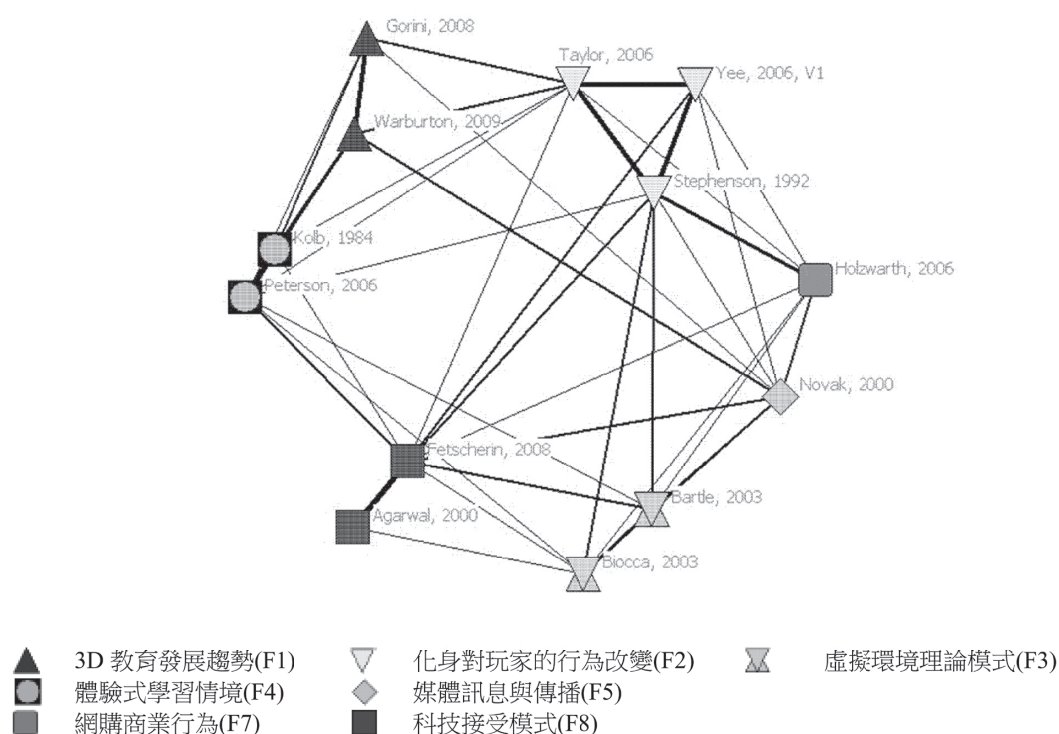 Gorini, 2008
Taylor, 2006
Yee, 2006, V1
Warburton, 2009
Stephenson, 1992
Kolb, 1984
Holzwarth, 2006
Peterson, 2006
Novak, 2000
Fetscherin, 2008
Bartle, 2003
Agarwal, 2000
Biocca, 2003
3D 教育發展趨勢(F1) 化身對玩家的行為改變(F2) 虛擬環境理論模式(F3)
體驗式學習情境(F4) 媒體訊息與傳播(F5)
網購商業行為(F7) 科技接受模式(F8)